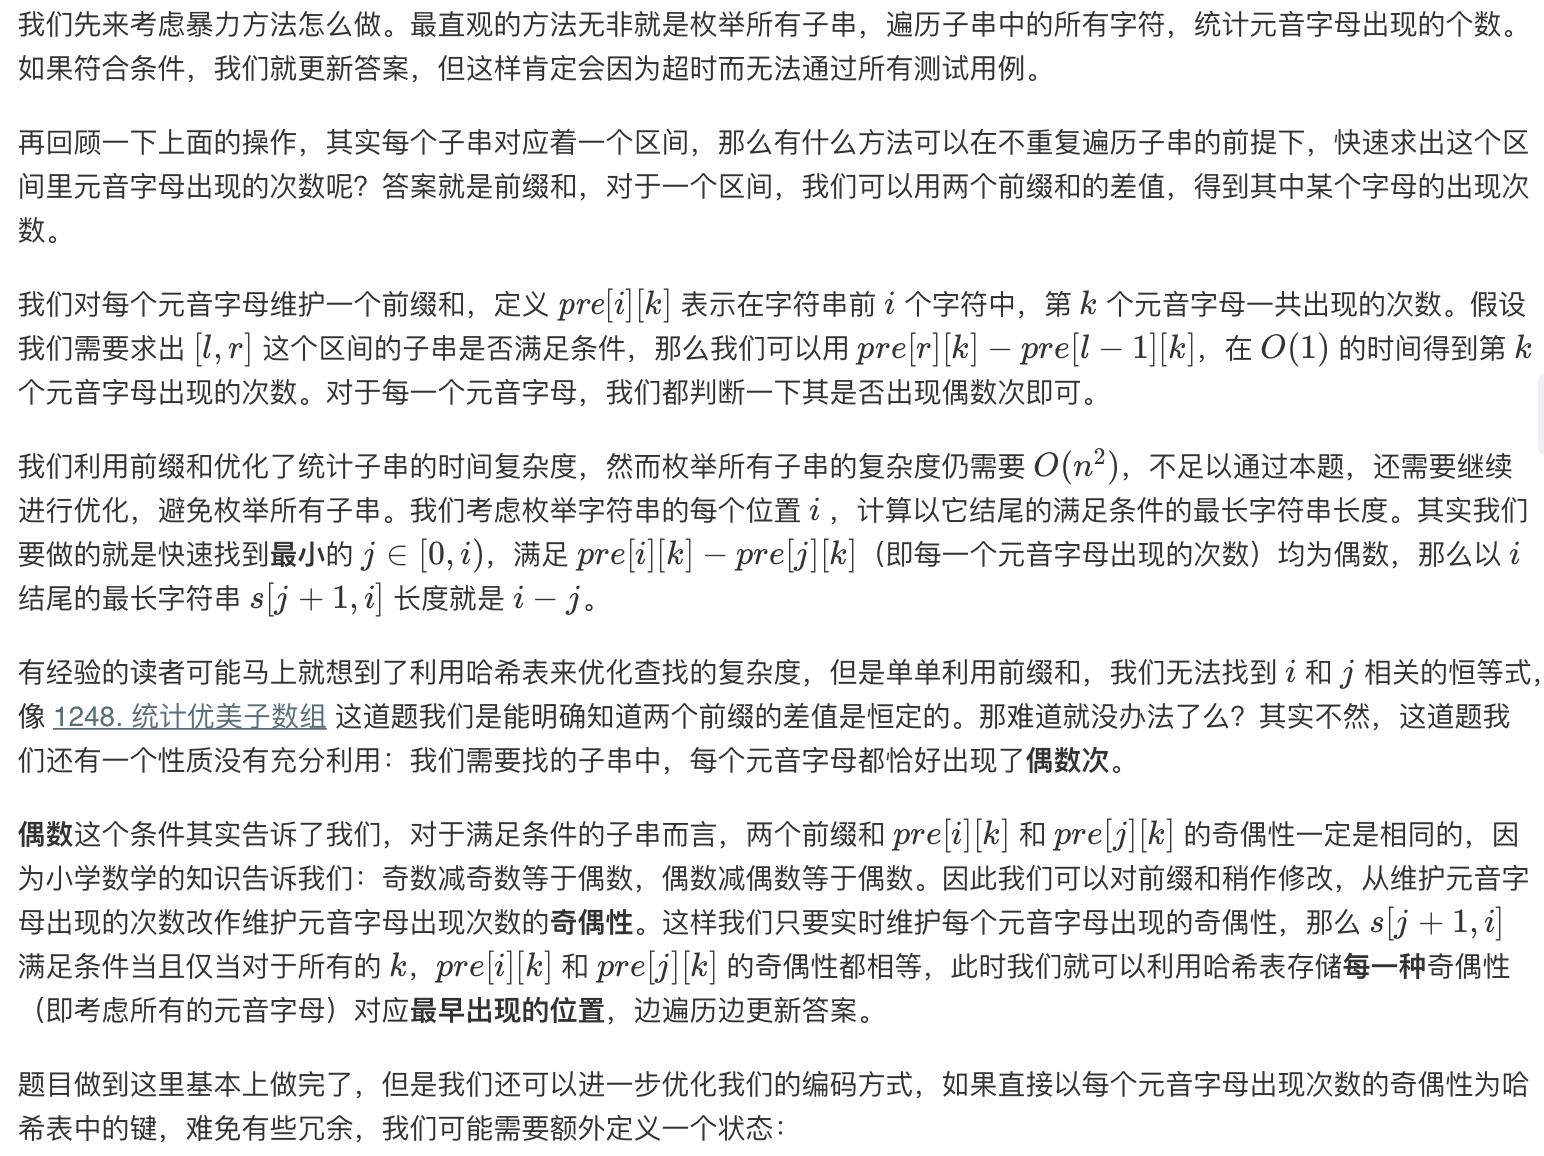 我们先来考虑暴力方法怎么做。最直观的方法无非就是枚举所有子串，遍历子串中的所有字符，统计元音字母出现的个数。
如果符合条件，我们就更新答案，但这样肯定会因为超时而无法通过所有测试用例。
再回顾一下上面的操作，其实每个子串对应着一个区间，那么有什么方法可以在不重复遍历子串的前提下，快速求出这个区
间里元音字母出现的次数呢？答案就是前缀和，对于一个区间，我们可以用两个前缀和的差值，得到其中某个字母的出现次
数。
我们对每个元音字母维护一个前缀和，定义 pre[i][k] 表示在字符串前 i 个字符中，第 k 个元音字母一共出现的次数。假设
我们需要求出 [l, r] 这个区间的子串是否满足条件，那么我们可以用 pre[r][k] − pre[l − 1][k]，在 O(1) 的时间得到第 k
个元音字母出现的次数。对于每一个元音字母，我们都判断一下其是否出现偶数次即可。
我们利用前缀和优化了统计子串的时间复杂度，然而枚举所有子串的复杂度仍需要 O(n²)，不足以通过本题，还需要继续
进行优化，避免枚举所有子串。我们考虑枚举字符串的每个位置 i ，计算以它结尾的满足条件的最长字符串长度。其实我们
要做的就是快速找到最小的 j ∈ [0, i)，满足 pre[i][k] − pre[j][k]（即每一个元音字母出现的次数）均为偶数，那么以 i
结尾的最长字符串 s[j + 1, i] 长度就是 i − j。
有经验的读者可能马上就想到了利用哈希表来优化查找的复杂度，但是单单利用前缀和，我们无法找到 i 和 j 相关的恒等式，
像 1248. 统计优美子数组 这道题我们是能明确知道两个前缀的差值是恒定的。那难道就没办法了么？其实不然，这道题我
们还有一个性质没有充分利用：我们需要找的子串中，每个元音字母都恰好出现了偶数次。
偶数这个条件其实告诉了我们，对于满足条件的子串而言，两个前缀和 pre[i][k] 和 pre[j][k] 的奇偶性一定是相同的，因
为小学数学的知识告诉我们：奇数减奇数等于偶数，偶数减偶数等于偶数。因此我们可以对前缀和稍作修改，从维护元音字
母出现的次数改作维护元音字母出现次数的奇偶性。这样我们只要实时维护每个元音字母出现的奇偶性，那么 s[j + 1, i]
满足条件当且仅当对于所有的 k，pre[i][k] 和 pre[j][k] 的奇偶性都相等，此时我们就可以利用哈希表存储每一种奇偶性
（即考虑所有的元音字母）对应最早出现的位置，边遍历边更新答案。
题目做到这里基本上做完了，但是我们还可以进一步优化我们的编码方式，如果直接以每个元音字母出现次数的奇偶性为哈
希表中的键，难免有些冗余，我们可能需要额外定义一个状态：